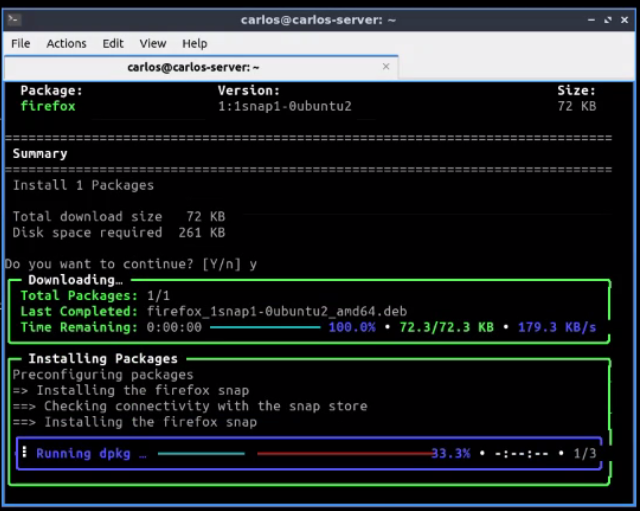 carlos@carlos-server: ~
File Actions Edit View Help
carlos@carlos-server: ~
Package: Version: Size:
firefox 1:1snap1-0ubuntu2 72 KB
================================================================================
Summary
================================================================================
Install 1 Packages
Total download size 72 KB
Disk space required 261 KB
Do you want to continue? [Y/n] y
Downloading…
Total Packages: 1/1
Last Completed: firefox_1snap1-0ubuntu2_amd64.deb
Time Remaining: 0:00:00 100.0% • 72.3/72.3 KB • 179.3 KB/s
Installing Packages
Preconfiguring packages
=> Installing the firefox snap
==> Checking connectivity with the snap store
==> Installing the firefox snap
Running dpkg … 33.3% • -:--:-- • 1/3